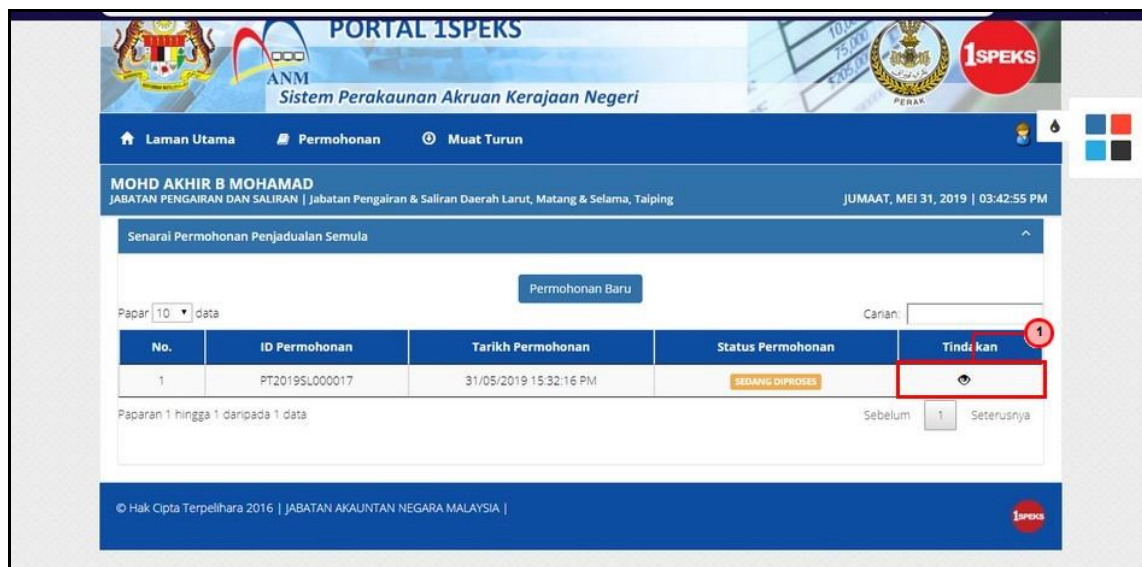 PORTAL 1SPEKS
ANM
Sistem Perakaunan Akruan Kerajaan Negeri
PERAK
1SPEKS
Laman Utama Permohonan Muat Turun
MOHD AKHIR B MOHAMAD
JABATAN PENGAIRAN DAN SALIRAN | Jabatan Pengairan & Saliran Daerah Larut, Matang & Selama, Taiping JUMAAT, MEI 31, 2019 | 03:42:55 PM
Senarai Permohonan Penjadualan Semula
Permohonan Baru
Papar 10 data Carian:
1
No. ID Permohonan Tarikh Permohonan Status Permohonan Tindakan
1 PT2019SL000017 31/05/2019 15:32:16 PM SEDANG DIPROSES
Paparan 1 hingga 1 daripada 1 data Sebelum 1 Seterusnya
© Hak Cipta Terpelihara 2016 | JABATAN AKAUNTAN NEGARA MALAYSIA |
1SPEKS